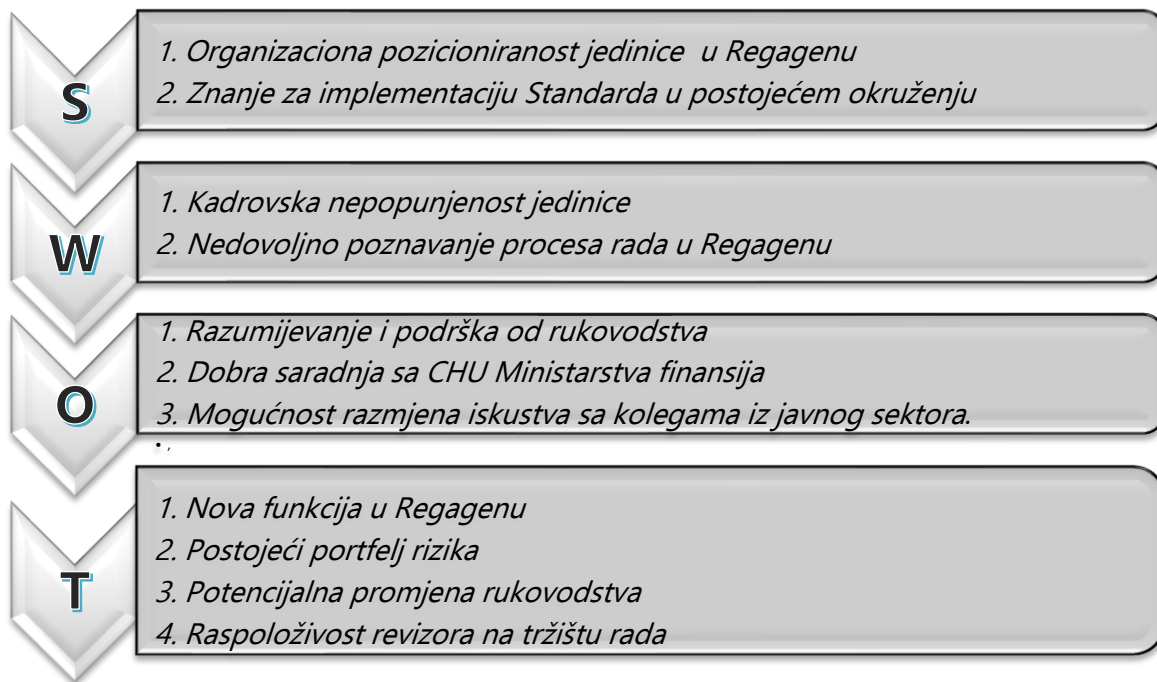 S
1. Organizaciona pozicioniranost jedinice u Regagenu
2. Znanje za implementaciju Standarda u postojećem okruženju
W
1. Kadrovska nepopunjenost jedinice
2. Nedovoljno poznavanje procesa rada u Regagenu
O
1. Razumijevanje i podrška od rukovodstva
2. Dobra saradnja sa CHU Ministarstva finansija
3. Mogućnost razmjena iskustva sa kolegama iz javnog sektora.
• ,
T
1. Nova funkcija u Regagenu
2. Postojeći portfelj rizika
3. Potencijalna promjena rukovodstva
4. Raspoloživost revizora na tržištu rada